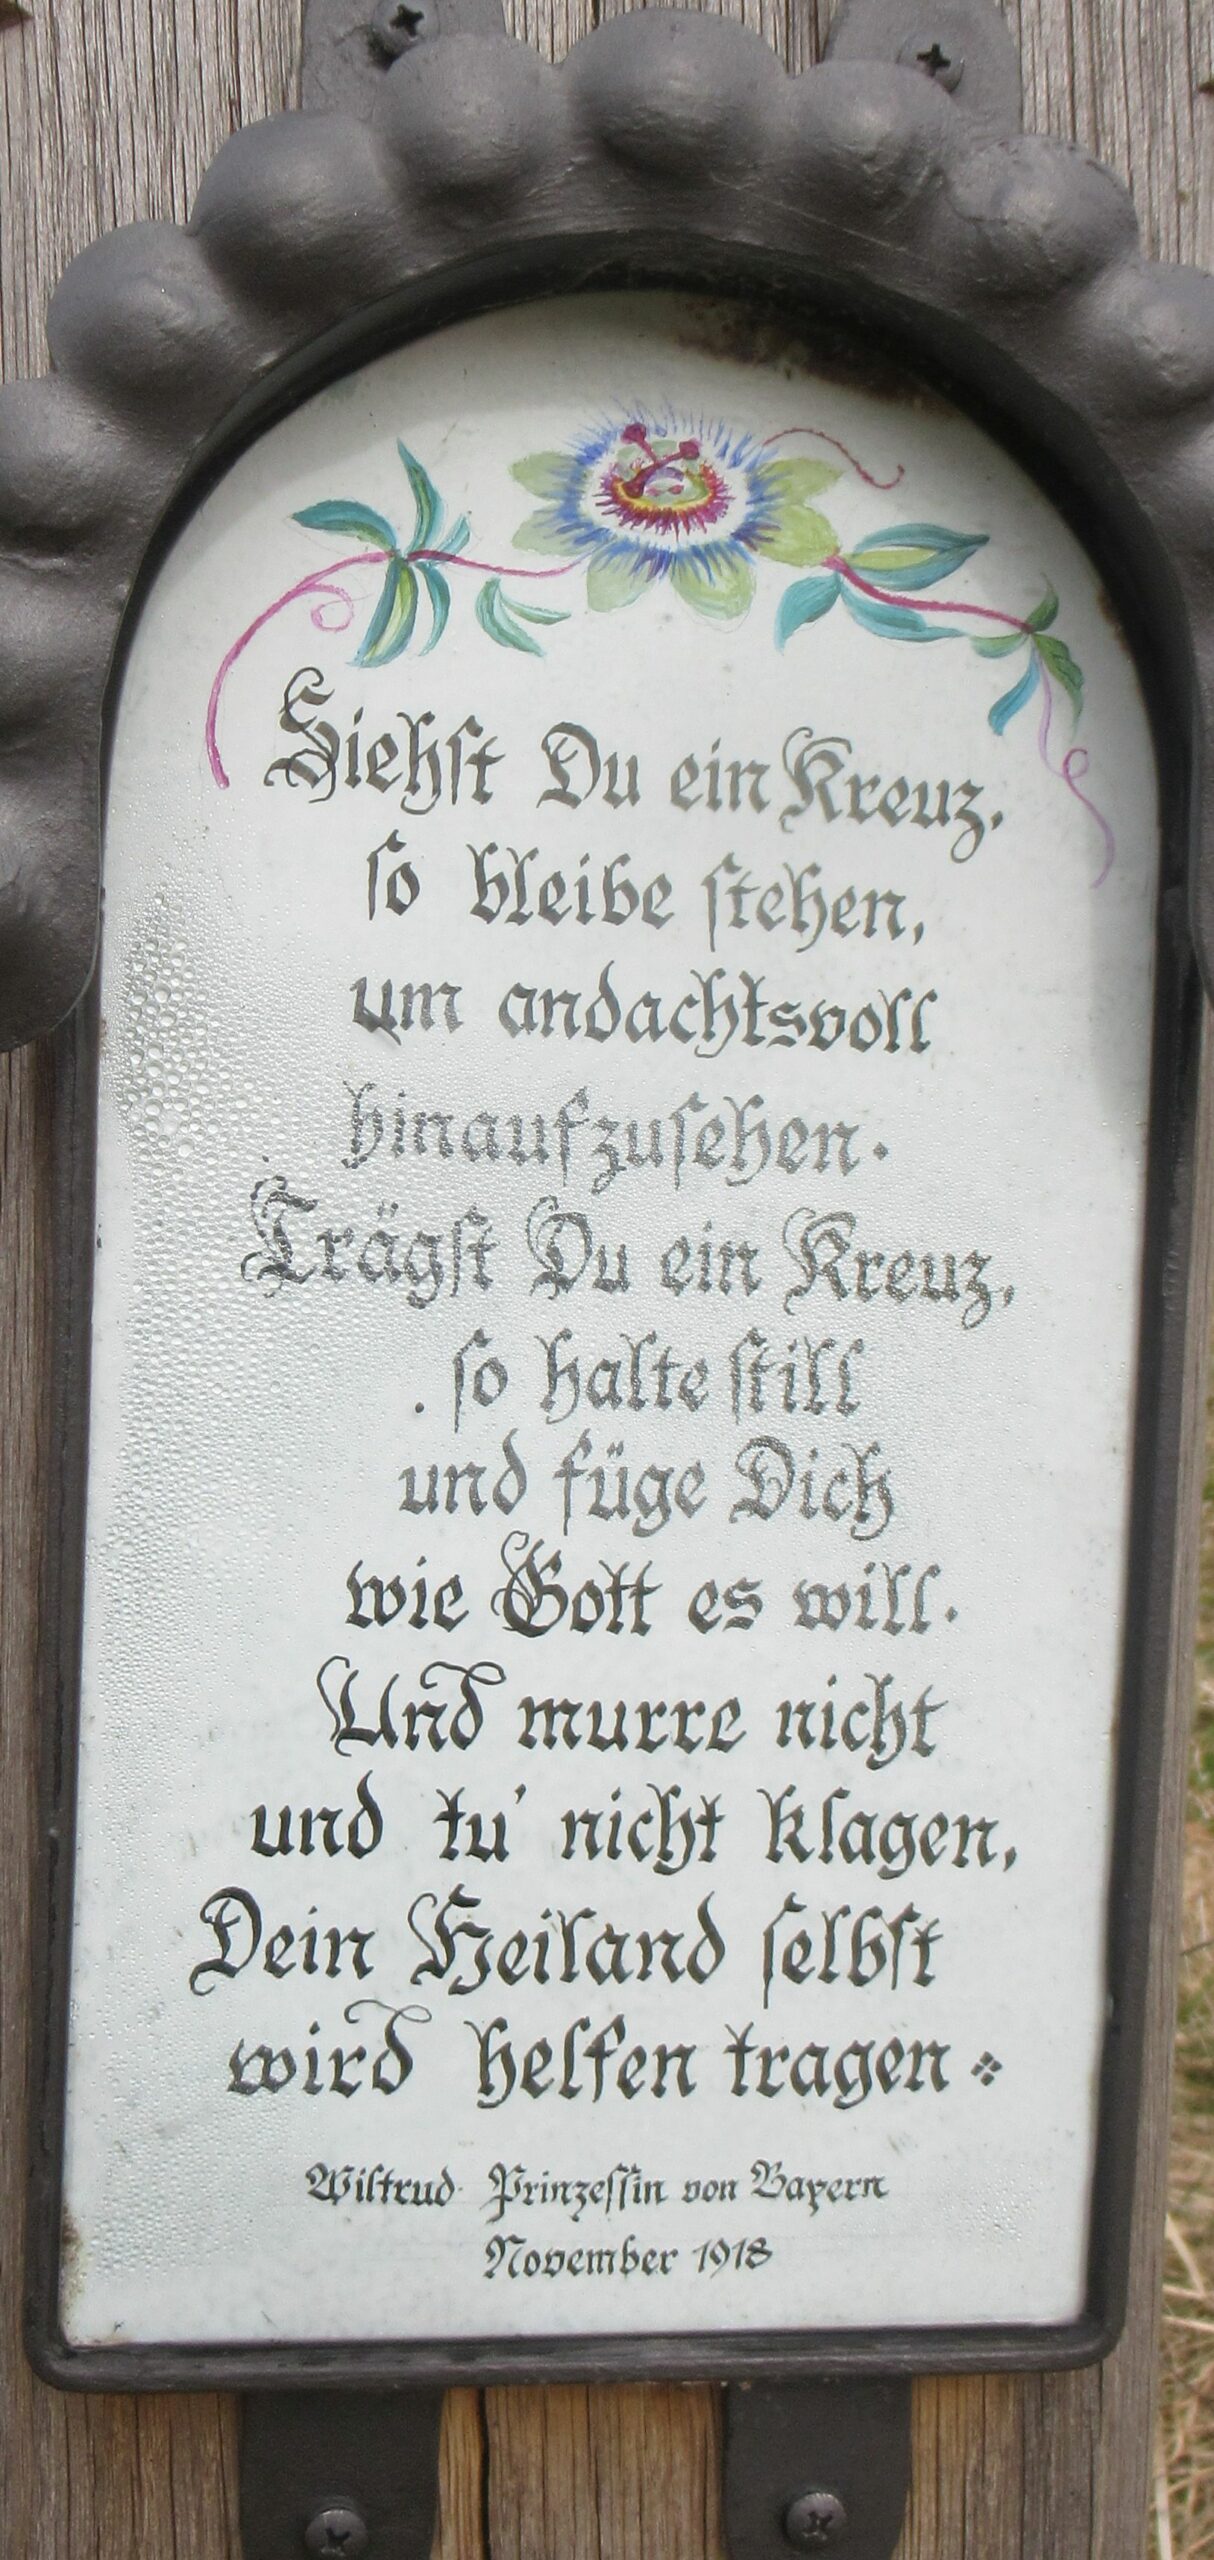 Siehst Du ein Kreuz,
so bleibe stehen,
um andachtsvoll
hinaufzusehen.
Trägst Du ein Kreuz,
so halte still
und füge Dich
wie Gott es will.
Und murre nicht
und tu' nicht klagen,
Dein Heiland selbst
wird helfen tragen
Wiltrud Prinzessin von Bayern
November 1918